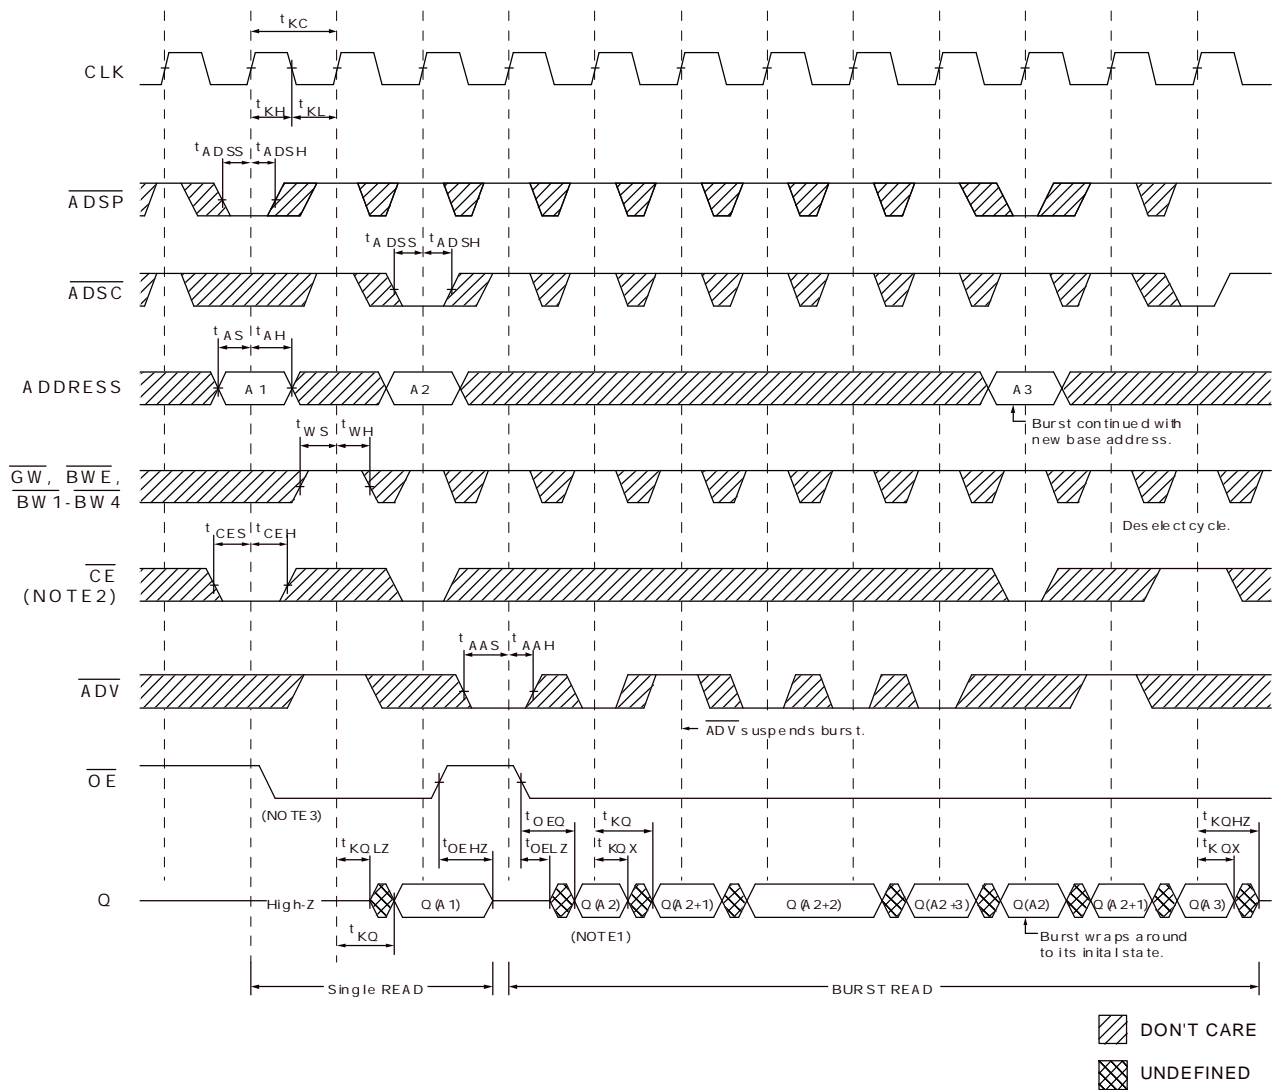 tKC
CLK
tKH tKL
tADSS tADSH
ADSP
tADSS tADSH
ADSC
tAS tAH
ADDRESS
A1 A2 A3
Burst continued with
new base address.
tWS tWH
GW, BWE,
BW1-BW4
Deselect cycle.
tCES tCEH
CE
(NOTE2)
tAAS tAAH
ADV
ADV suspends burst.
OE
(NOTE3)
tOEQ tKQ tKQHZ
tKQLZ tOEHZ tOELZ tKQX tKQX
Q
High-Z Q(A1) Q(A2) Q(A2+1) Q(A2+2) Q(A2+3) Q(A2) Q(A2+1) Q(A3)
tKQ
(NOTE1)
Burst wraps around
to its inital state.
Single READ BURST READ
DON'T CARE
UNDEFINED